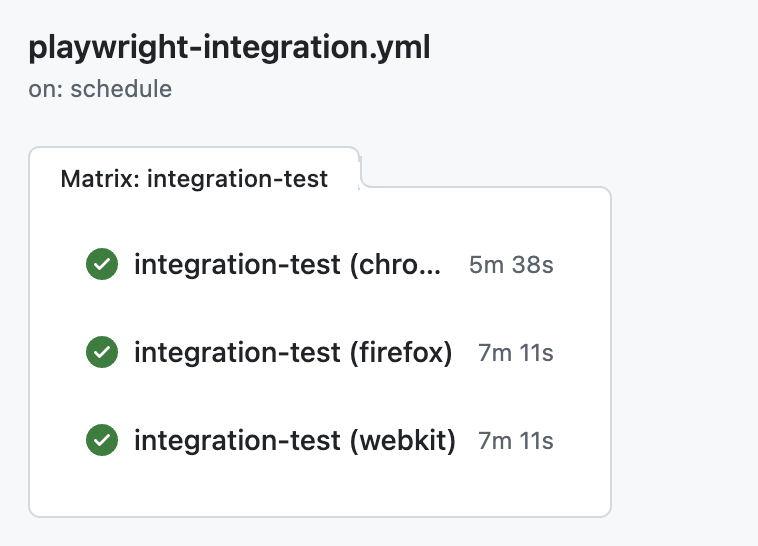 playwright-integration.yml
on: schedule
Matrix: integration-test
integration-test (chro... 5m 38s
integration-test (firefox) 7m 11s
integration-test (webkit) 7m 11s